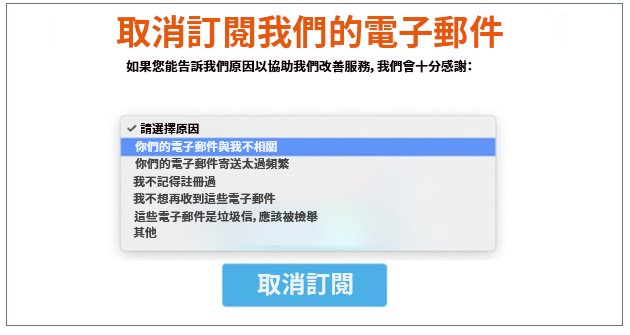 取消訂閱我們的電子郵件
如果您能告訴我們原因以協助我們改善服務, 我們會十分感謝:
請選擇原因
你們的電子郵件與我不相關
你們的電子郵件寄送太過頻繁
我不記得註冊過
我不想再收到這些電子郵件
這些電子郵件是垃圾信, 應該被檢舉
其他
取消訂閱